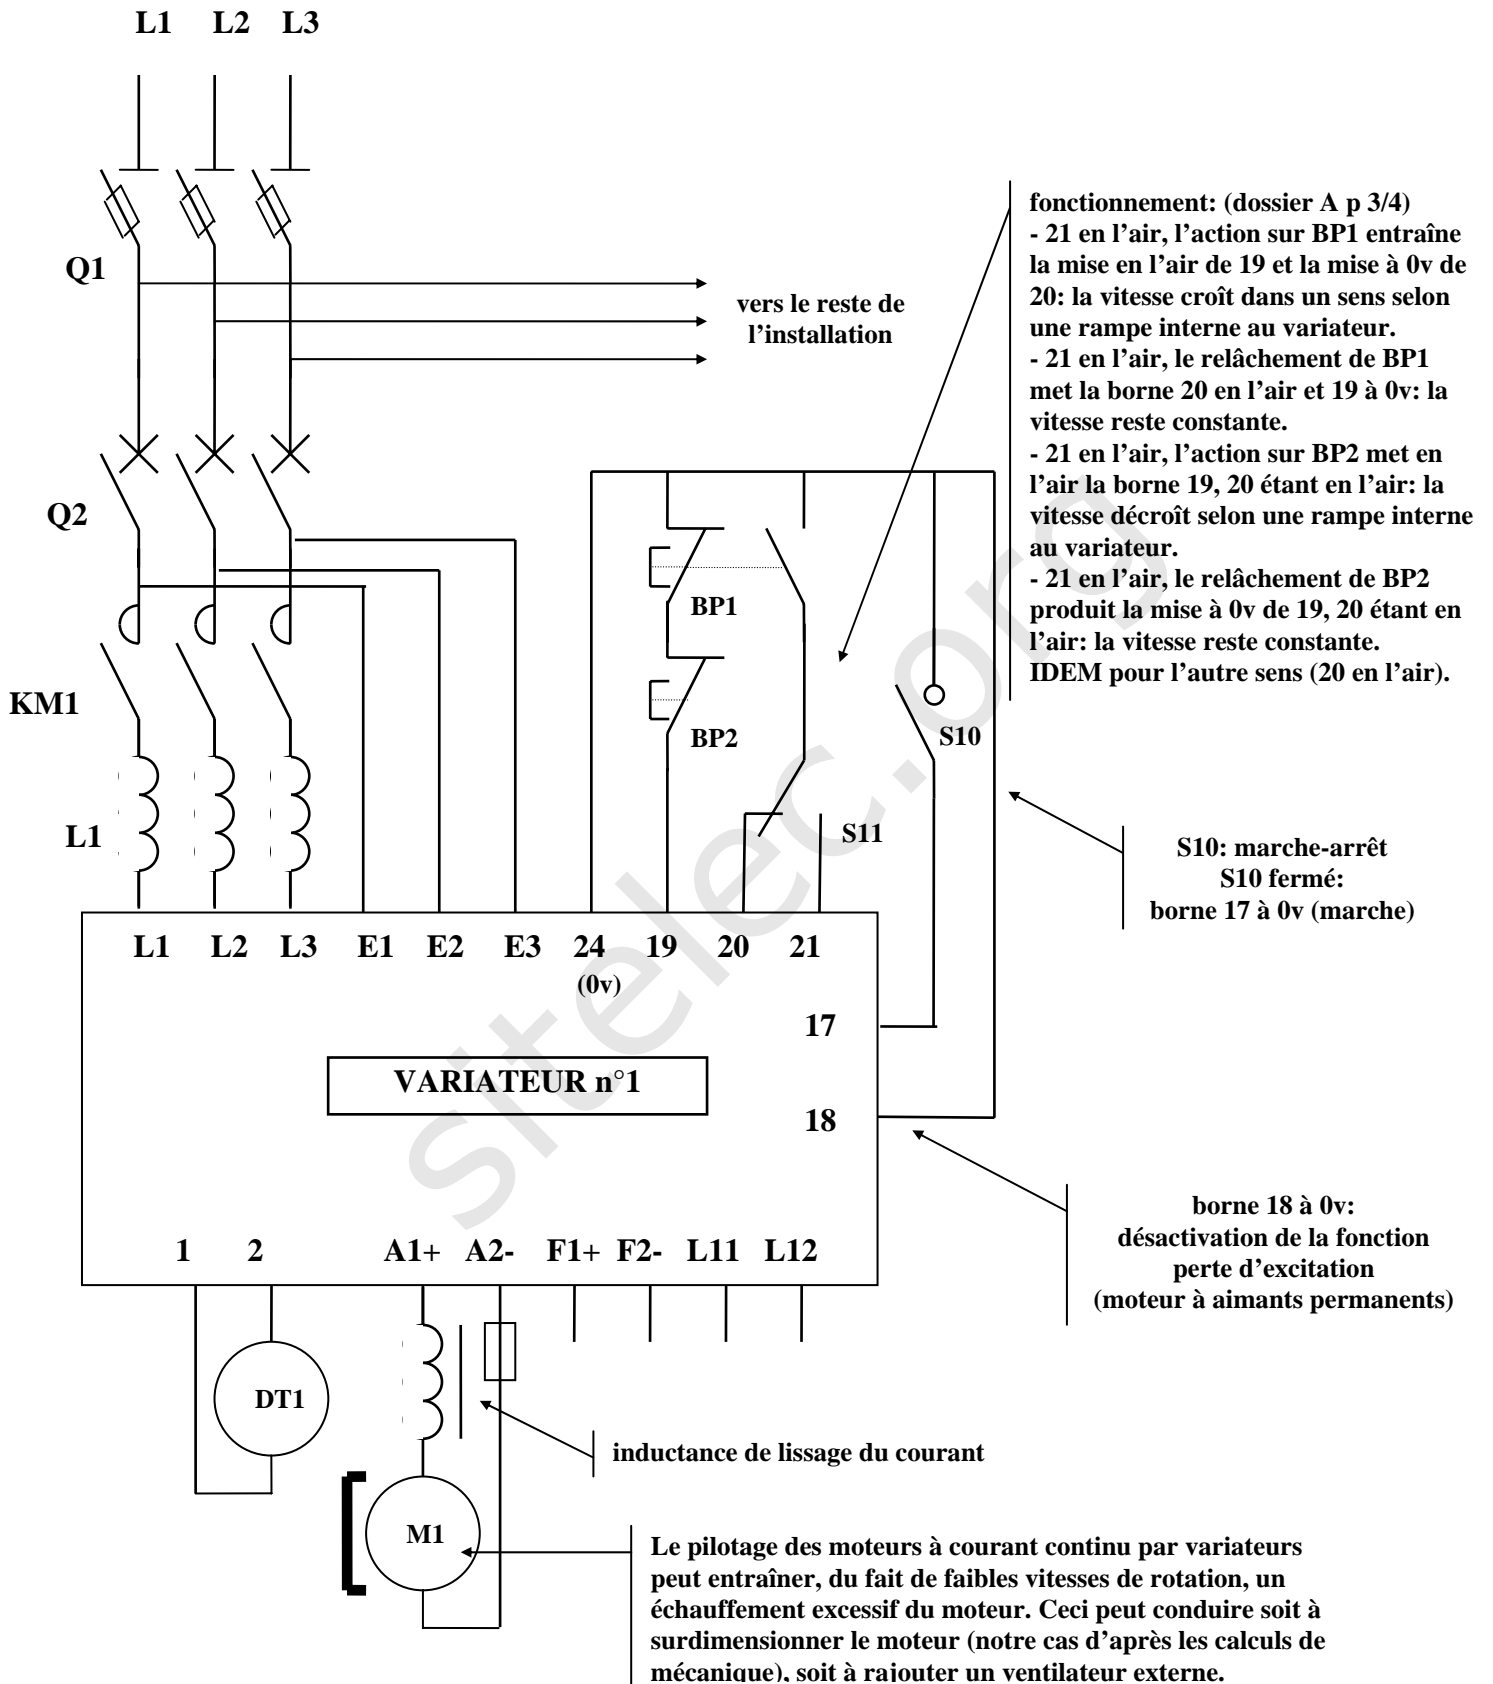 L1 L2 L3
fonctionnement: (dossier A p 3/4)
- 21 en l’air, l’action sur BP1 entraîne
la mise en l’air de 19 et la mise à 0v de
20: la vitesse croît dans un sens selon
une rampe interne au variateur.
- 21 en l’air, le relâchement de BP1
met la borne 20 en l’air et 19 à 0v: la
vitesse reste constante.
- 21 en l’air, l’action sur BP2 met en
l’air la borne 19, 20 étant en l’air: la
vitesse décroît selon une rampe interne
au variateur.
- 21 en l’air, le relâchement de BP2
produit la mise à 0v de 19, 20 étant en
l’air: la vitesse reste constante.
IDEM pour l’autre sens (20 en l’air).
Q1
vers le reste de
l’installation
Q2
BP1
KM1
BP2
S10
L1
S11
S10: marche-arrêt
S10 fermé:
borne 17 à 0v (marche)
L1 L2 L3 E1 E2 E3 24 19 20 21
(0v)
17
VARIATEUR n°1
18
borne 18 à 0v:
désactivation de la fonction
perte d’excitation
(moteur à aimants permanents)
1 2 A1+ A2- F1+ F2- L11 L12
DT1
inductance de lissage du courant
M1
Le pilotage des moteurs à courant continu par variateurs
peut entraîner, du fait de faibles vitesses de rotation, un
échauffement excessif du moteur. Ceci peut conduire soit à
surdimensionner le moteur (notre cas d’après les calculs de
mécanique), soit à rajouter un ventilateur externe.
sitelec.org